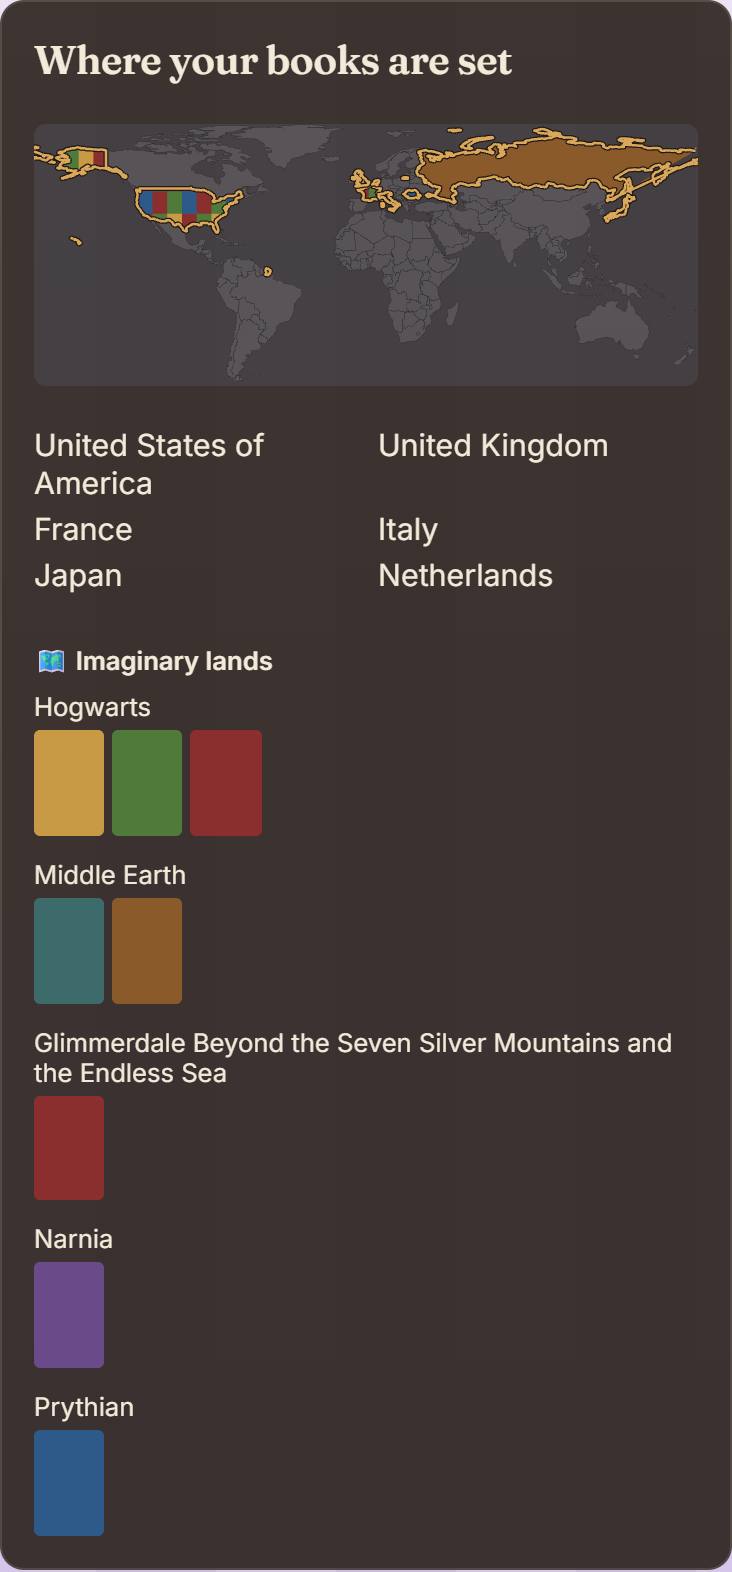 Where your books are set
United States of
America
United Kingdom
France
Italy
Japan
Netherlands
Imaginary lands
Hogwarts
Middle Earth
Glimmerdale Beyond the Seven Silver Mountains and
the Endless Sea
Narnia
Prythian